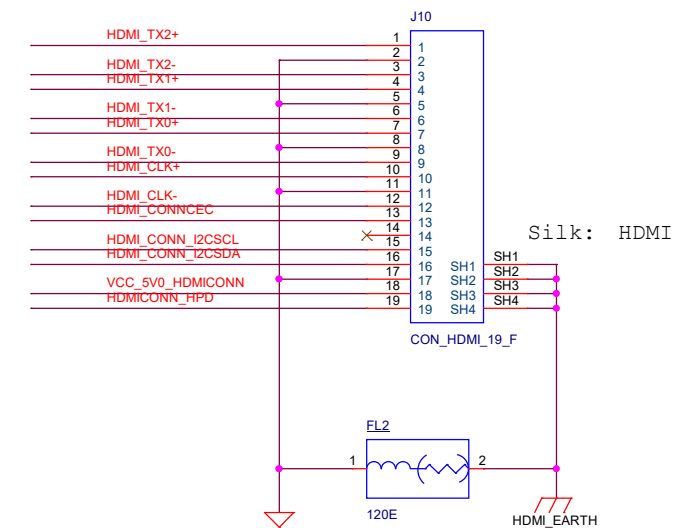 J10
HDMI_TX2+ 1 1
2 2
HDMI_TX2- 3 3
HDMI_TX1+ 4 4
5 5
HDMI_TX1- 6 6
HDMI_TX0+ 7 7
8 8
HDMI_TX0- 9 9
HDMI_CLK+ 10 10
11 11
HDMI_CLK- 12 12
HDMI_CONNCEC 13 13
14 14
Silk: HDMI
HDMI_CONN_I2CSCL 15 15
HDMI_CONN_I2CSDA 16 16 SH1 SH1
17 17 SH2 SH2
VCC_5V0_HDMICONN 18 18 SH3 SH3
HDMICONN_HPD 19 19 SH4 SH4
CON_HDMI_19_F
FL2
1 2
120E
HDMI_EARTH